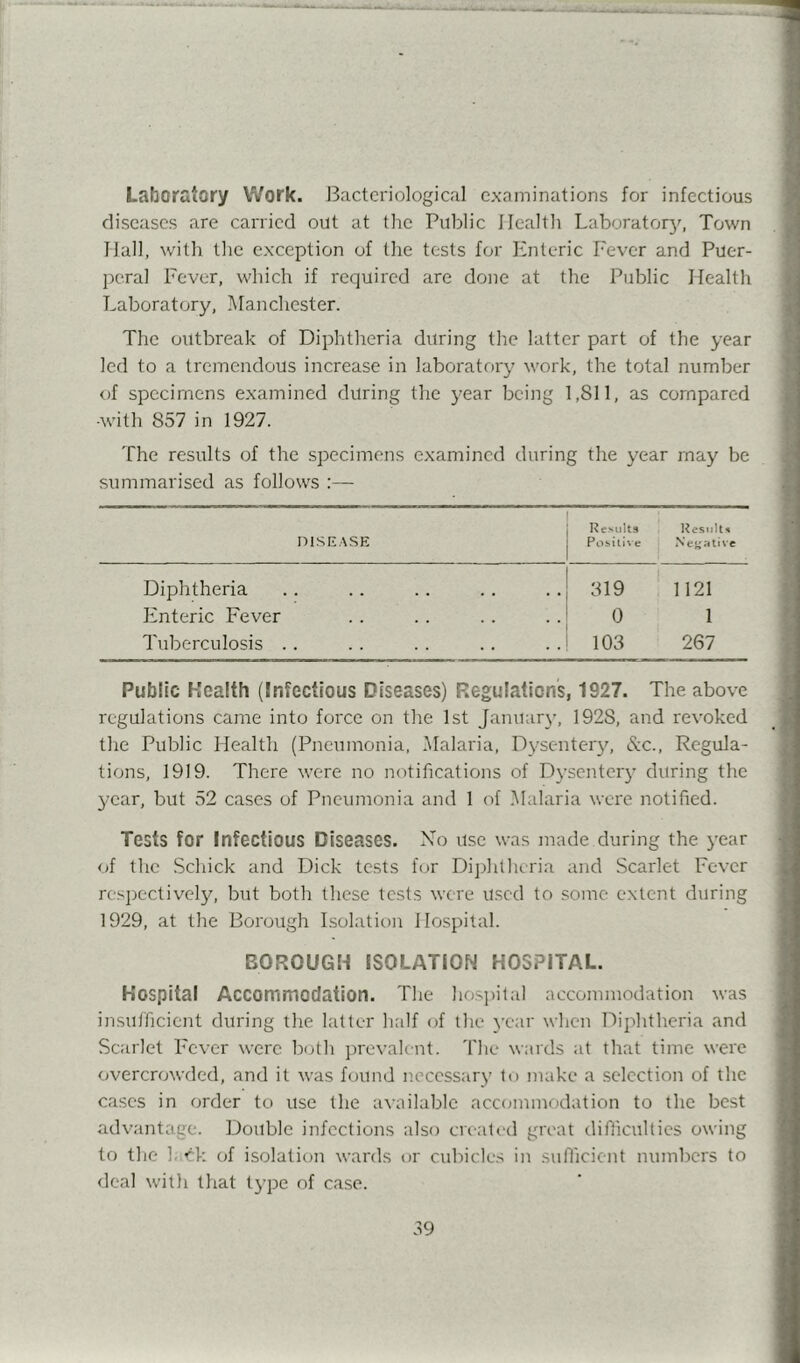 Laboratory Work. Bacteriological examinations for infectious
diseases are carried out at the Public Health Laboratory, Town
Hall, with the exception of the tests for Enteric Fever and Puer-
peral Fever, which if required are done at the Public Health
Laboratory, Manchester.
The outbreak of Diphtheria during the latter part of the year
led to a tremendous increase in laboratory work, the total number
of specimens examined during the year being 1,811, as compared
with 857 in 1927.
The results of the specimens examined during the year may be
summarised as follows :—
DISEASE Results Positive Results Negative
Diphtheria .. .. .. .. .. 319 1121
Enteric Fever .. .. .. .. 0 1
Tuberculosis .. .. .. .. .. 103 267
Public Health (Infectious Diseases) Regulations, 1927. The above
regulations came into force on the 1st January, 1928, and revoked
the Public Health (Pneumonia, Malaria, Dysentery, &c., Regula-
tions, 1919. There were no notifications of Dysentery during the
year, but 52 cases of Pneumonia and 1 of Malaria were notified.
Tests for Infectious Diseases. No use was made during the year
of the Schick and Dick tests for Diphtheria and Scarlet Fever
respectively, but both these tests were used to some extent during
1929, at the Borough Isolation Hospital.
BOROUGH ISOLATION HOSPITAL.
Hospital Accommodation. The hospital accommodation was
insufficient during the latter half of the year when Diphtheria and
Scarlet Fever were both prevalent. The wards at that time were
overcrowded, and it was found necessary to make a selection of the
cases in order to use the available accommodation to the best
advantage. Double infections also created great difficulties owing
to the lack of isolation wards or cubicles in sufficient numbers to
deal with that type of case.
39